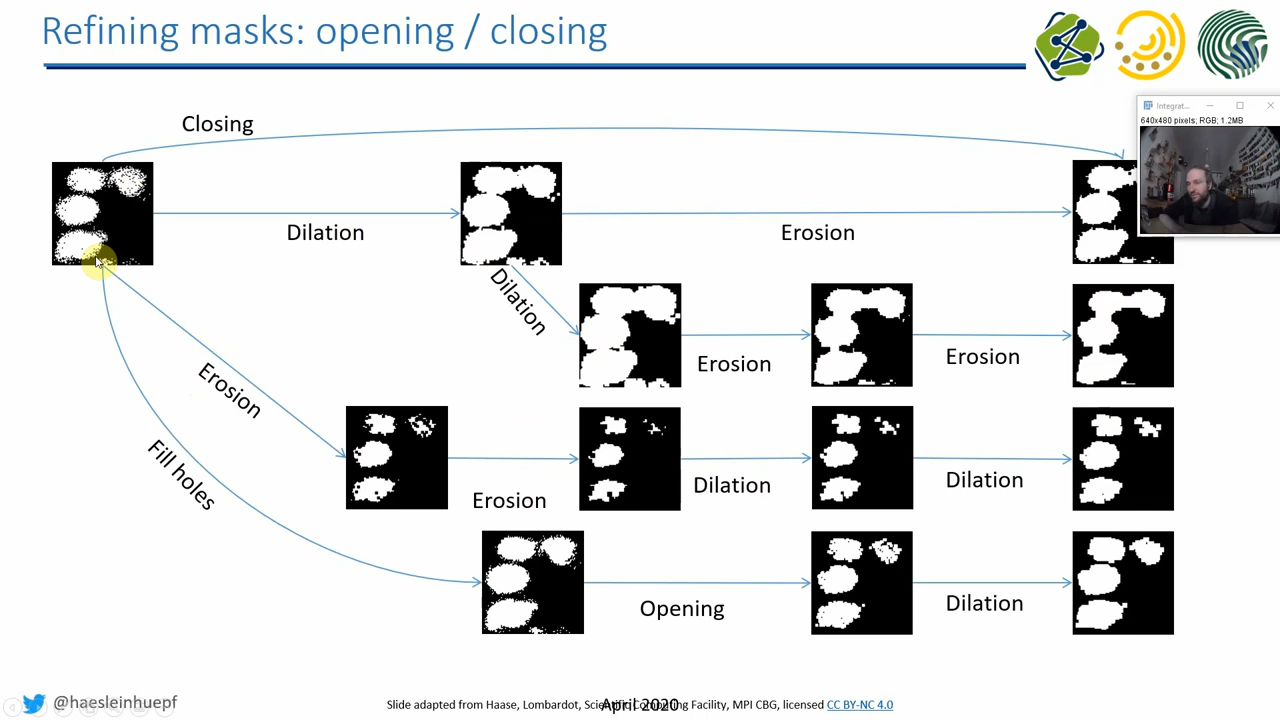 Refining masks: opening / closing
Integrat...
640x480 pixels; RGB; 1.2MB
Closing
Dilation
Erosion
Dilation
Erosion
Erosion
Erosion
Fill holes
Erosion
Dilation
Dilation
Opening
Dilation
@haesleinhuepf
Slide adapted from Haase, Lombardot, Scientific Computing Facility, MPI CBG, licensed CC BY-NC 4.0
April 2020